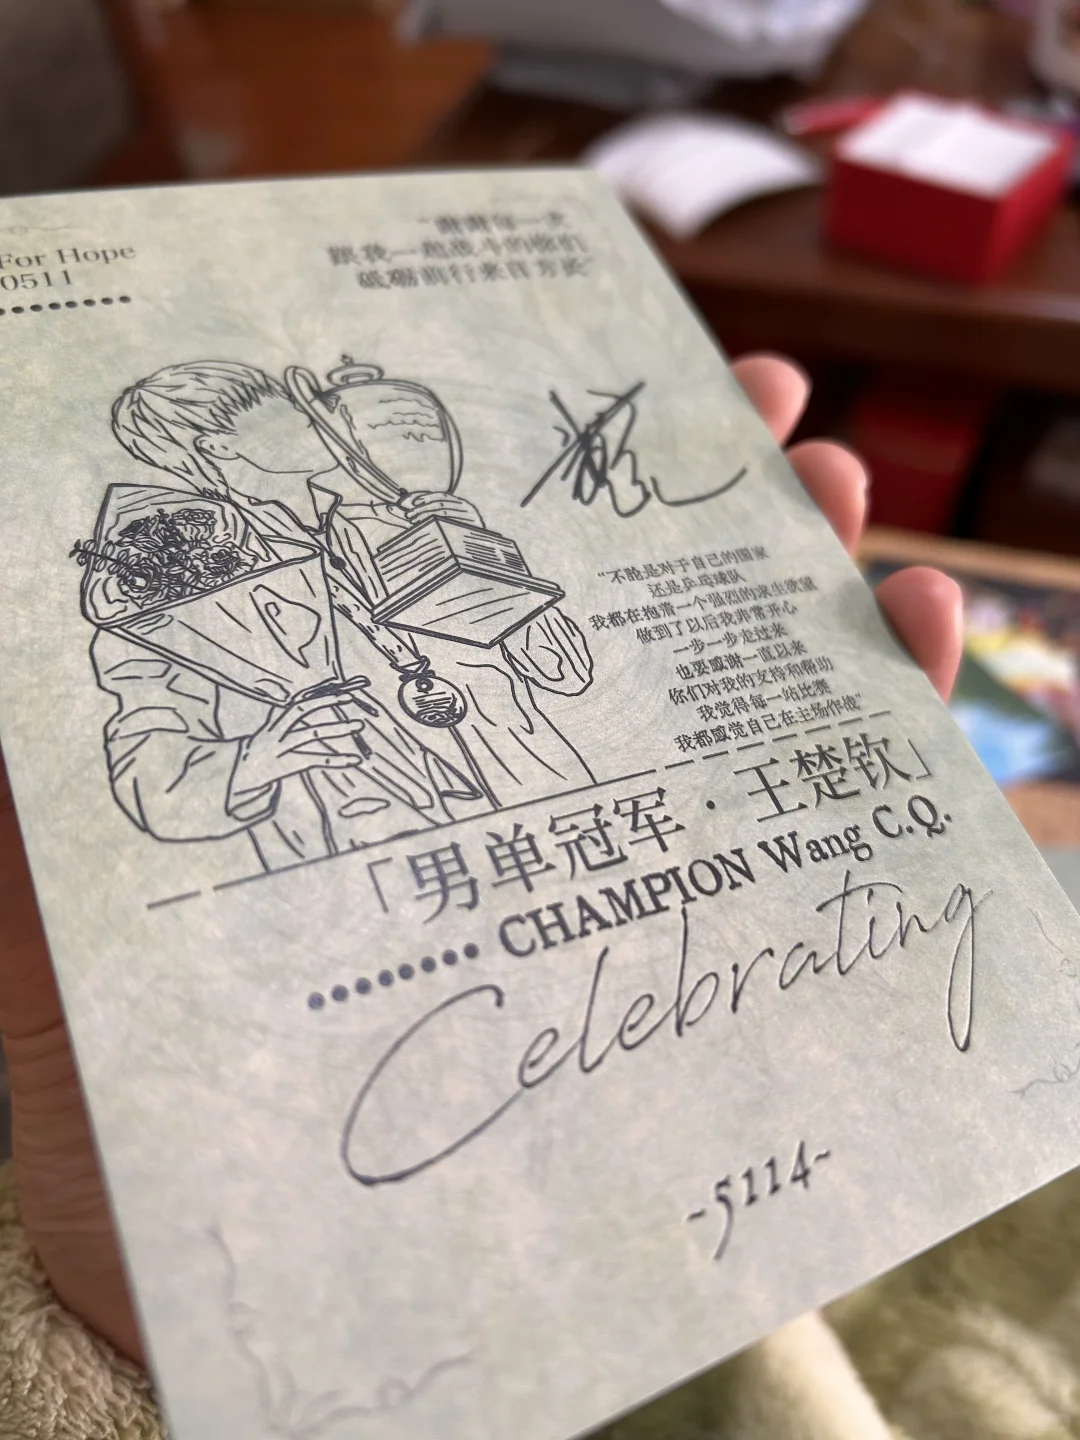 For Hope
0511
"谢谢每一次
跟我一起战斗的你们
砥砺前行来日方长"
"不论是对于自己的国家
还是乒乓球队
我都在抱着一个强烈的求生欲望
做到了以后我非常开心
一步一步走过来
也要感谢一直以来
你们对我的支持和帮助
我觉得每一站比赛
我都感觉自己在主场作战"
「男单冠军·王楚钦」
CHAMPION Wang C.Q.
Celebrating
-5114-